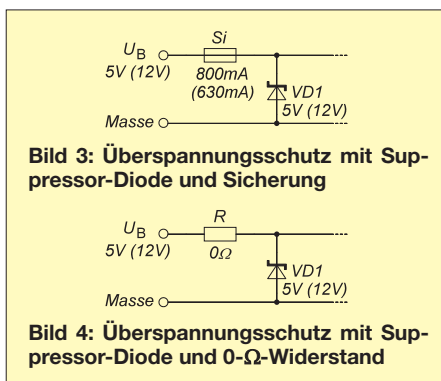 Si
U_B
5V (12V)
800mA
(630mA)
VD1
5V (12V)
Masse
Bild 3: Überspannungsschutz mit Sup-
pressor-Diode und Sicherung
R
U_B
5V (12V)
0Ω
VD1
5V (12V)
Masse
Bild 4: Überspannungsschutz mit Sup-
pressor-Diode und 0-Ω-Widerstand